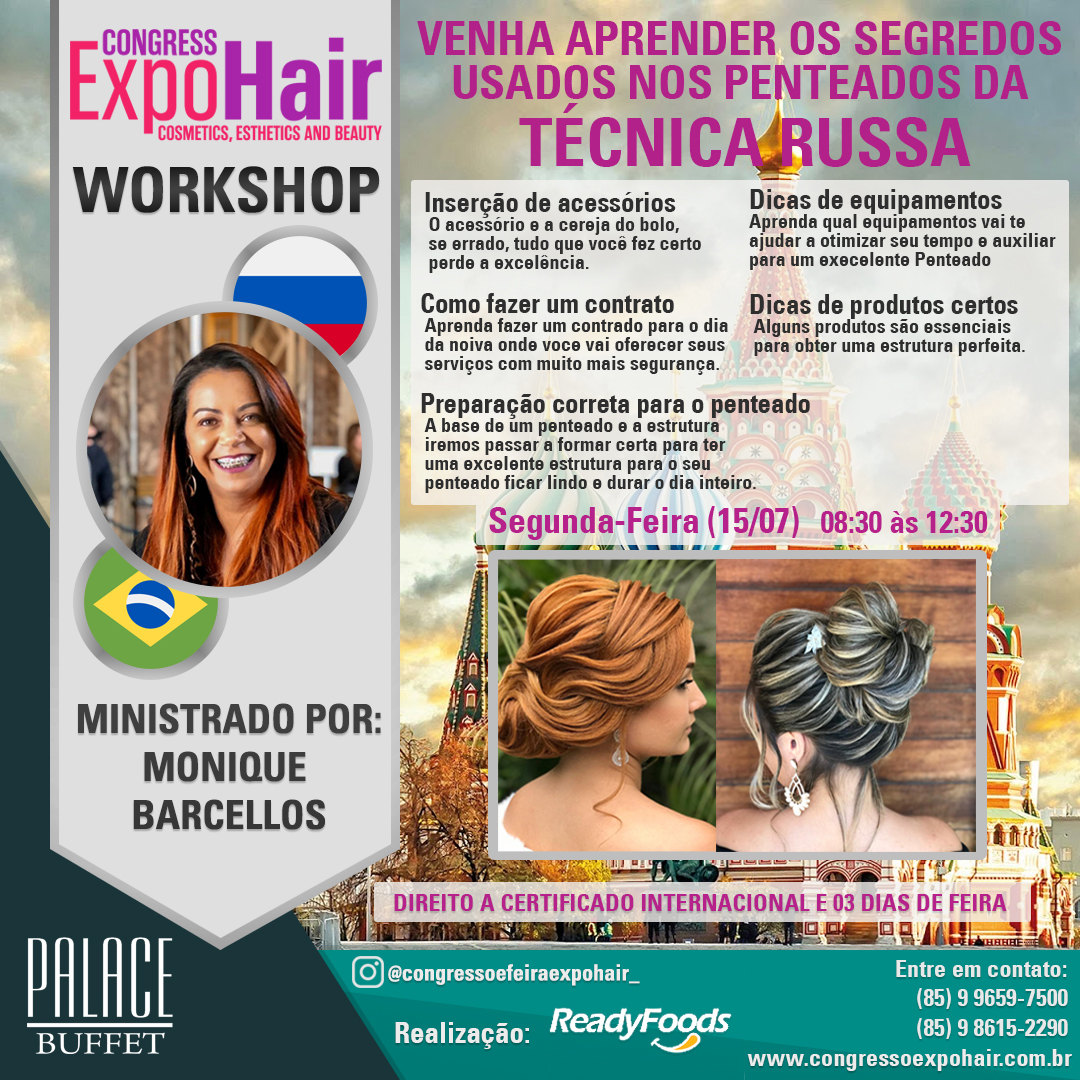 CONGRESS
ExpoHair
COSMETICS, ESTHETICS AND BEAUTY
WORKSHOP
MINISTRADO POR:
MONIQUE
BARCELLOS
PALACE
BUFFET
VENHA APRENDER OS SEGREDOS
USADOS NOS PENTEADOS DA
TÉCNICA RUSSA
Inserção de acessórios
O acessório e a cereja do bolo,
se errado, tudo que você fez certo
perde a excelência.
Dicas de equipamentos
Aprenda qual equipamentos vai te
ajudar a otimizar seu tempo e auxiliar
para um execelente Penteado
Como fazer um contrato
Aprenda fazer um contrado para o dia
da noiva onde voce vai oferecer seus
serviços com muito mais segurança.
Dicas de produtos certos
Alguns produtos são essenciais
para obter uma estrutura perfeita.
Preparação correta para o penteado
A base de um penteado e a estrutura
iremos passar a formar certa para ter
uma excelente estrutura para o seu
penteado ficar lindo e durar o dia inteiro.
Segunda-Feira (15/07) 08:30 às 12:30
DIREITO A CERTIFICADO INTERNACIONAL E 03 DIAS DE FEIRA
@congressoefeiraexpohair_
Realização: ReadyFoods
Entre em contato:
(85) 9 9659-7500
(85) 9 8615-2290
www.congressoexpohair.com.br